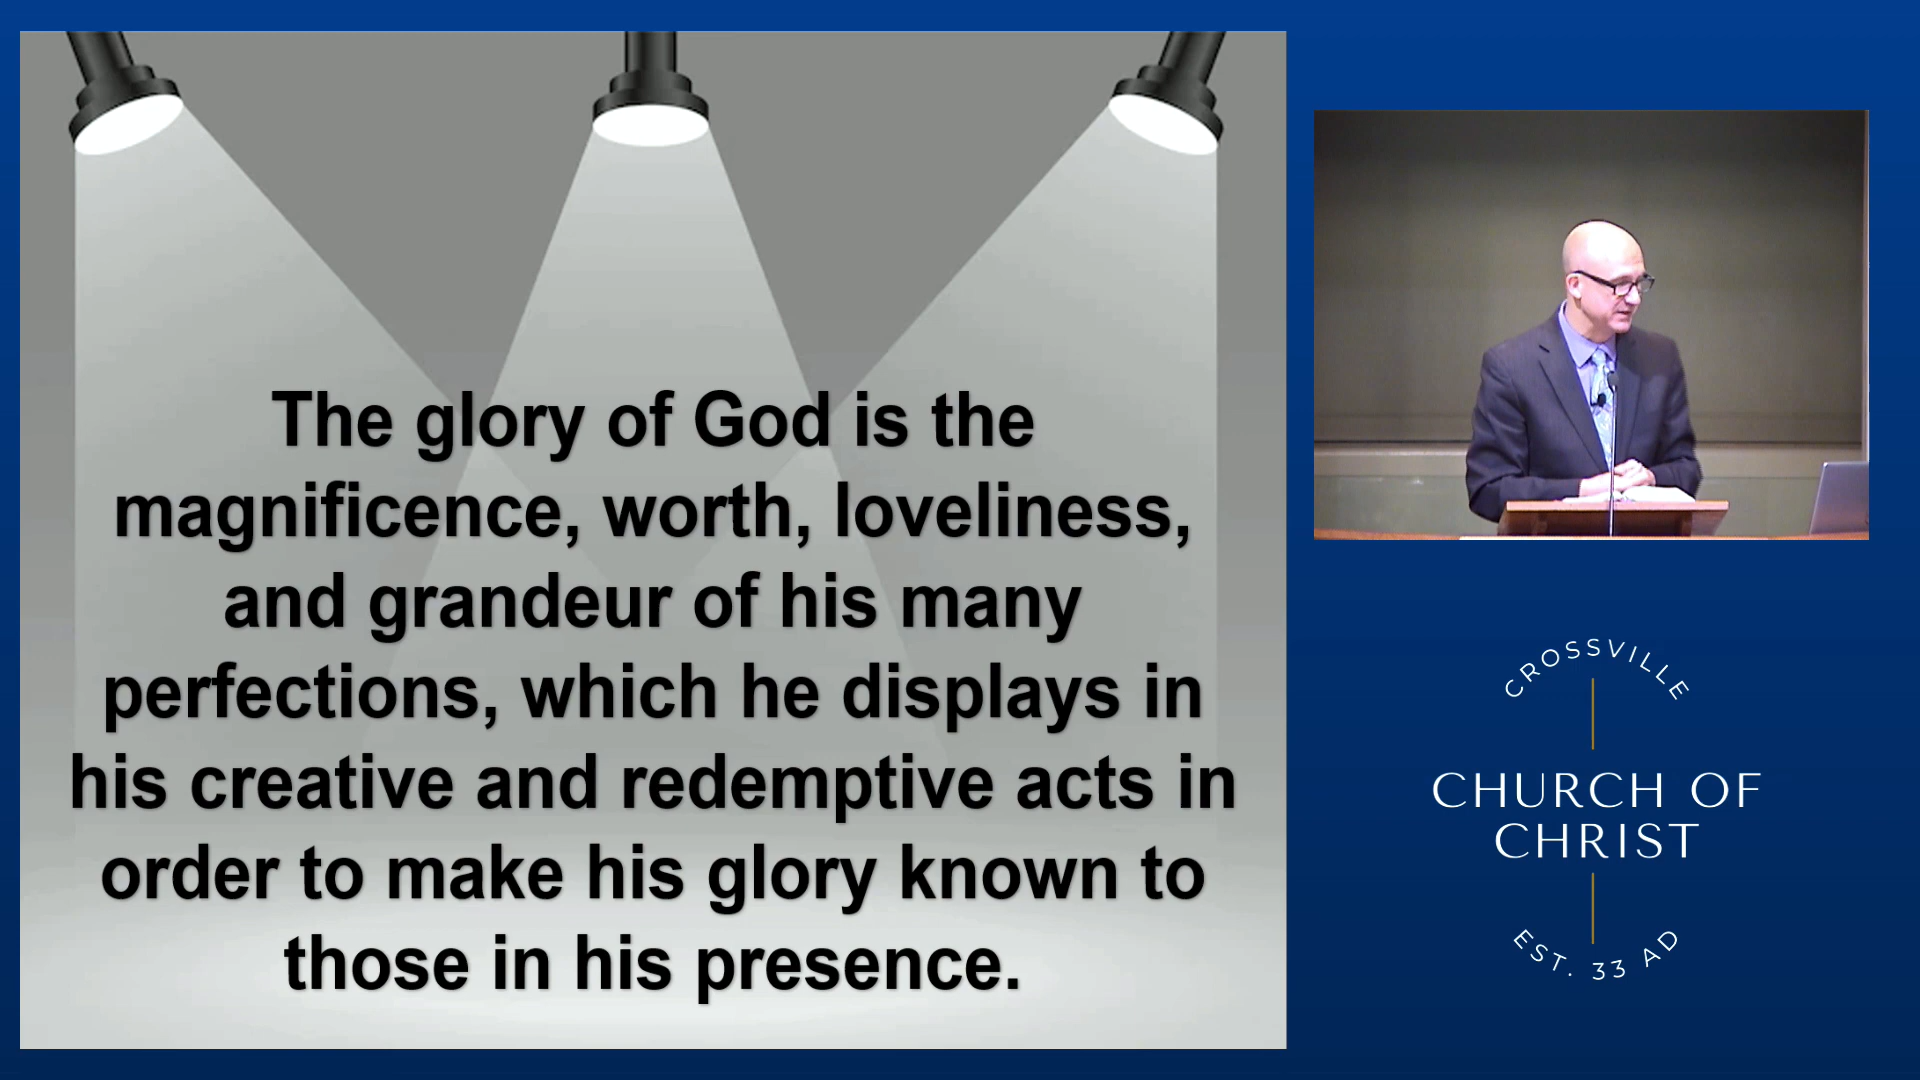 The glory of God is the
magnificence, worth, loveliness,
and grandeur of his many
perfections, which he displays in
his creative and redemptive acts in
order to make his glory known to
those in his presence.
CROSSVILLE
CHURCH OF
CHRIST
EST. 33 AD